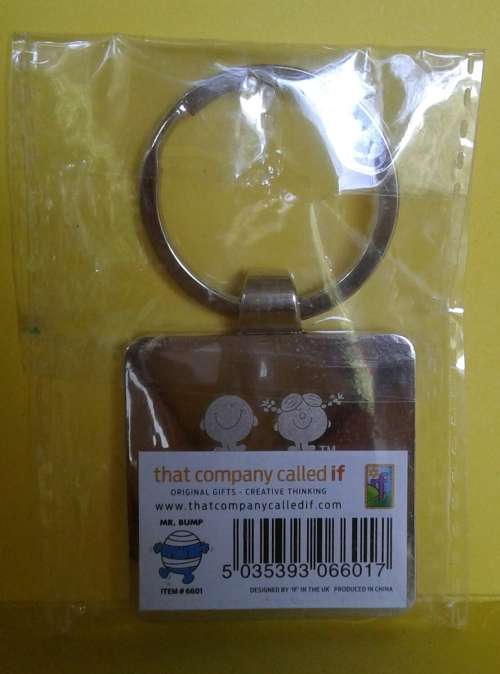 TM
that company called if
ORIGINAL GIFTS - CREATIVE THINKING
www.thatcompanycalledif.com
MR. BUMP
ITEM # 6601
5 035393 066017
DESIGNED BY 'IF' IN THE UK PRODUCED IN CHINA